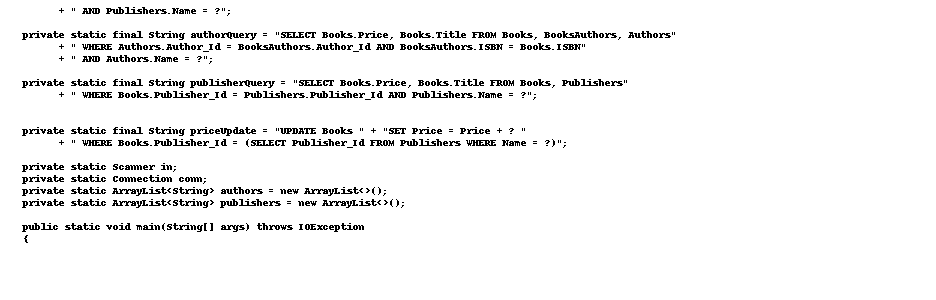 + " AND Publishers.Name = ?";
private static final String authorQuery = "SELECT Books.Price, Books.Title FROM Books, BooksAuthors, Authors"
+ " WHERE Authors.Author_Id = BooksAuthors.Author_Id AND BooksAuthors.ISBN = Books.ISBN"
+ " AND Authors.Name = ?";
private static final String publisherQuery = "SELECT Books.Price, Books.Title FROM Books, Publishers"
+ " WHERE Books.Publisher_Id = Publishers.Publisher_Id AND Publishers.Name = ?";
private static final String priceUpdate = "UPDATE Books " + "SET Price = Price + ? "
+ " WHERE Books.Publisher_Id = (SELECT Publisher_Id FROM Publishers WHERE Name = ?)";
private static Scanner in;
private static Connection conn;
private static ArrayList<String> authors = new ArrayList<>();
private static ArrayList<String> publishers = new ArrayList<>();
public static void main(String[] args) throws IOException
{